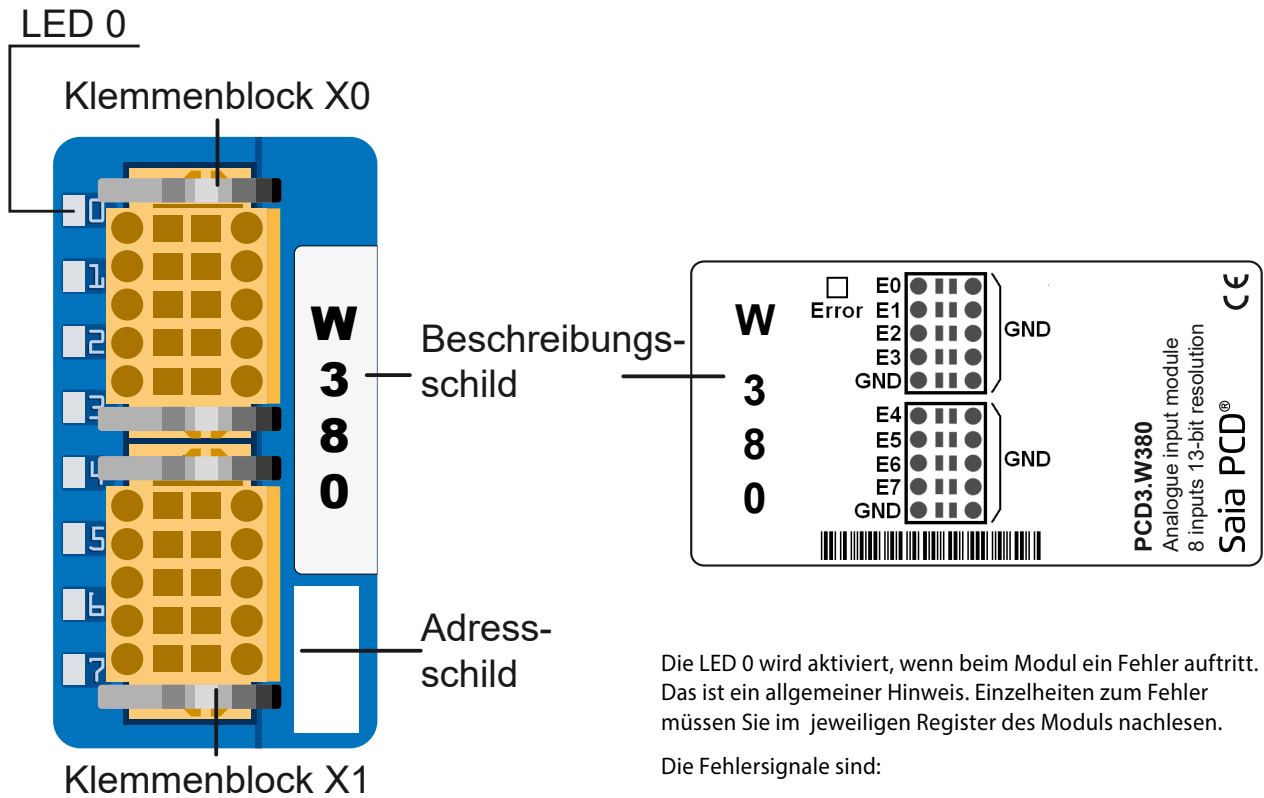 LED 0
Klemmenblock X0
0
1
2
3
4
5
6
7
W
3
8
0
Beschreibungs-
schild
Adress-
schild
Klemmenblock X1
W
3
8
0
Error
E0
E1
E2
E3
GND
GND
E4
E5
E6
E7
GND
GND
PCD3.W380
Analogue input module
8 inputs 13-bit resolution
Saia PCD®
CE
Die LED 0 wird aktiviert, wenn beim Modul ein Fehler auftritt.
Das ist ein allgemeiner Hinweis. Einzelheiten zum Fehler
müssen Sie im jeweiligen Register des Moduls nachlesen.
Die Fehlersignale sind: